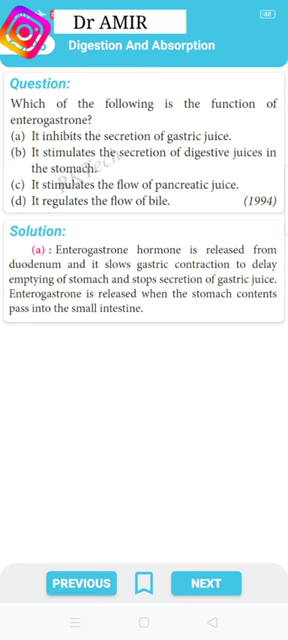 Dr AMIR
Digestion And Absorption
Question:
Which of the following is the function of
enterogastrone?
(a) It inhibits the secretion of gastric juice.
(b) It stimulates the secretion of digestive juices in
the stomach.
(c) It stimulates the flow of pancreatic juice.
(d) It regulates the flow of bile. (1994)
Solution:
(a) : Enterogastrone hormone is released from
duodenum and it slows gastric contraction to delay
emptying of stomach and stops secretion of gastric juice.
Enterogastrone is released when the stomach contents
pass into the small intestine.
PREVIOUS
NEXT